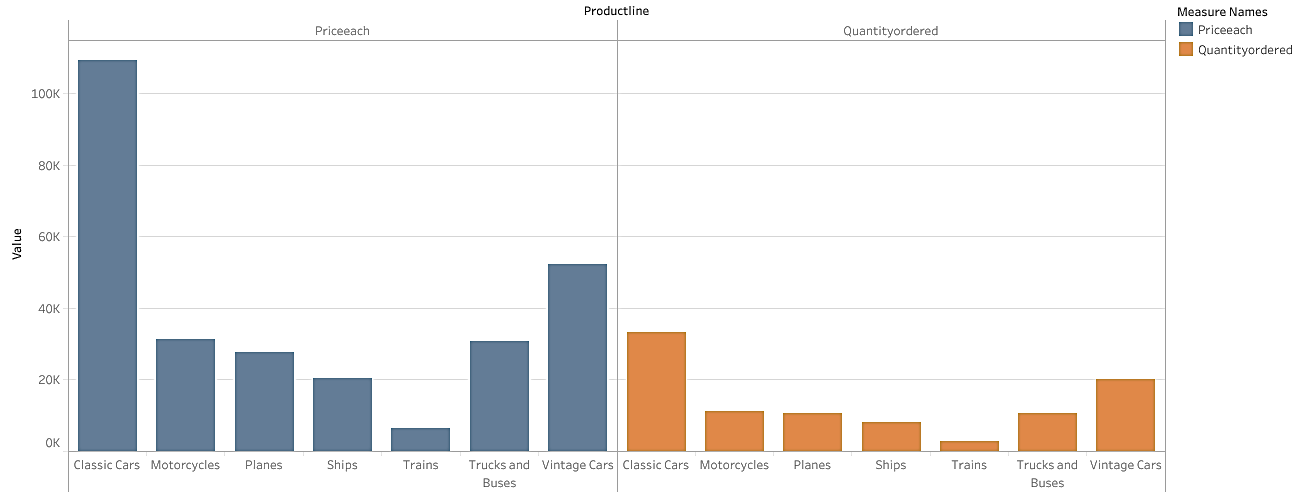 Productline
Measure Names
Priceeach
Quantityordered
Priceeach
Quantityordered
Value
100K
80K
60K
40K
20K
0K
Classic Cars
Motorcycles
Planes
Ships
Trains
Trucks and
Buses
Vintage Cars
Classic Cars
Motorcycles
Planes
Ships
Trains
Trucks and
Buses
Vintage Cars